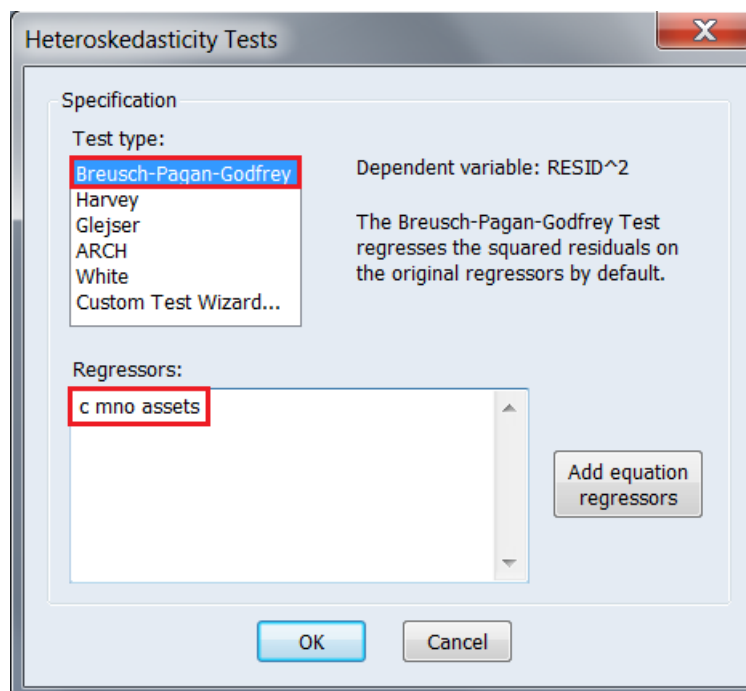 Heteroskedasticity Tests
Specification
Test type:
Breusch-Pagan-Godfrey
Harvey
Glejser
ARCH
White
Custom Test Wizard...
Dependent variable: RESID^2
The Breusch-Pagan-Godfrey Test
regresses the squared residuals on
the original regressors by default.
Regressors:
c mno assets
Add equation
regressors
OK
Cancel